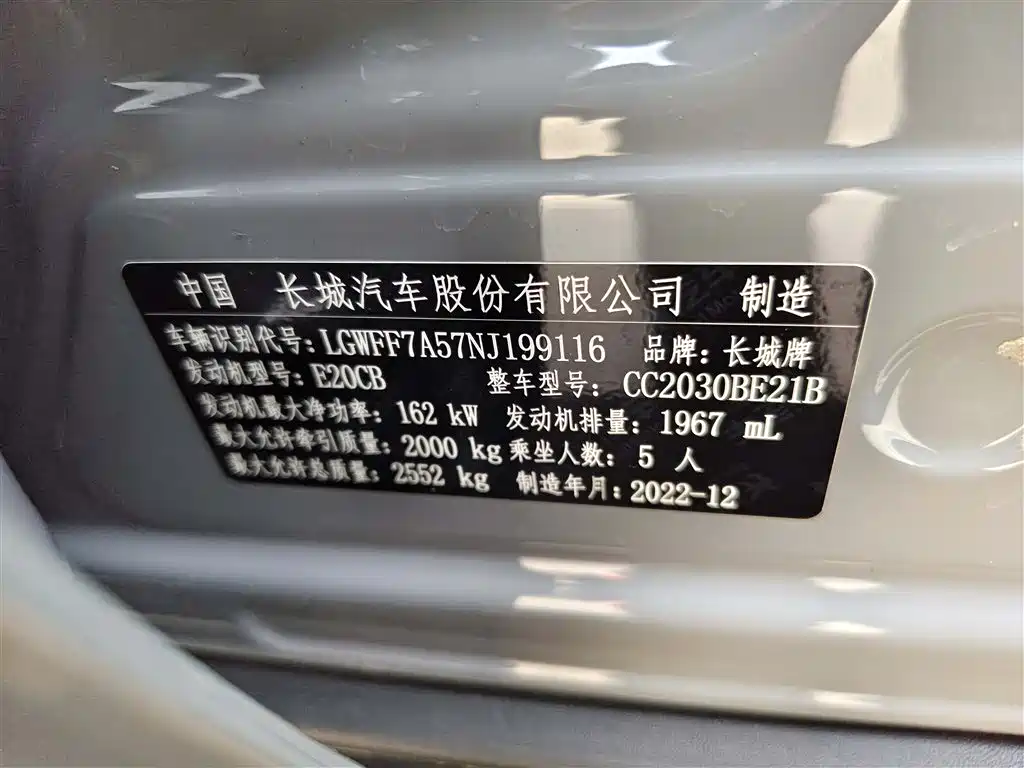 中国 长城汽车股份有限公司 制造
车辆识别代号: LGWFF7A57NJ199116 品牌: 长城牌
发动机型号: E20CB 整车型号: CC2030BE21B
发动机最大净功率: 162 kW 发动机排量: 1967 mL
最大允许牵引质量: 2000 kg 乘坐人数: 5 人
最大允许总质量: 2552 kg 制造年月: 2022-12